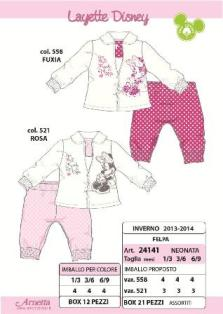 Layette Disney
col. 558
FUXIA
col. 521
ROSA
INVERNO 2013-2014
FELPA
Art. 24141 NEONATA
Taglia mesi 1/3 3/6 6/9
IMBALLO PER COLORE
1/3 3/6 6/9
4 4 4
BOX 12 PEZZI
IMBALLO PROPOSTO
var. 558 4 4 4
var. 521 3 3 3
BOX 21 PEZZI ASSORTITI
Arnetta